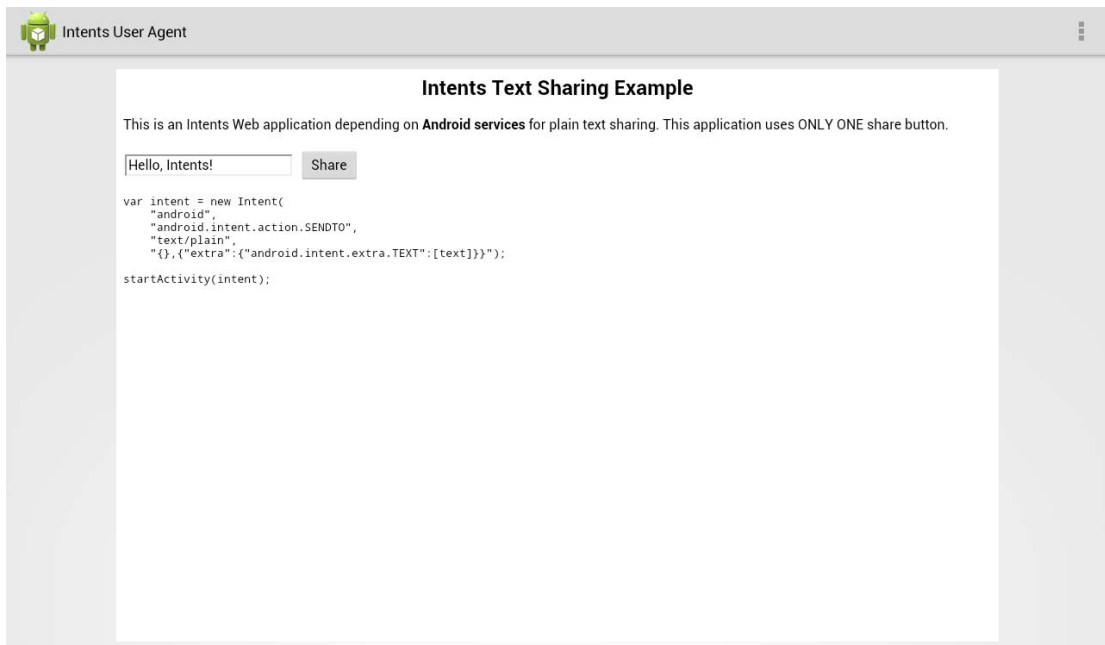 Intents User Agent
Intents Text Sharing Example
This is an Intents Web application depending on Android services for plain text sharing. This application uses ONLY ONE share button.
Hello, Intents! Share
var intent = new Intent(
    "android",
    "android.intent.action.SENDTO",
    "text/plain",
    "{},{"extra":{"android.intent.extra.TEXT":[text]}}");
startActivity(intent);